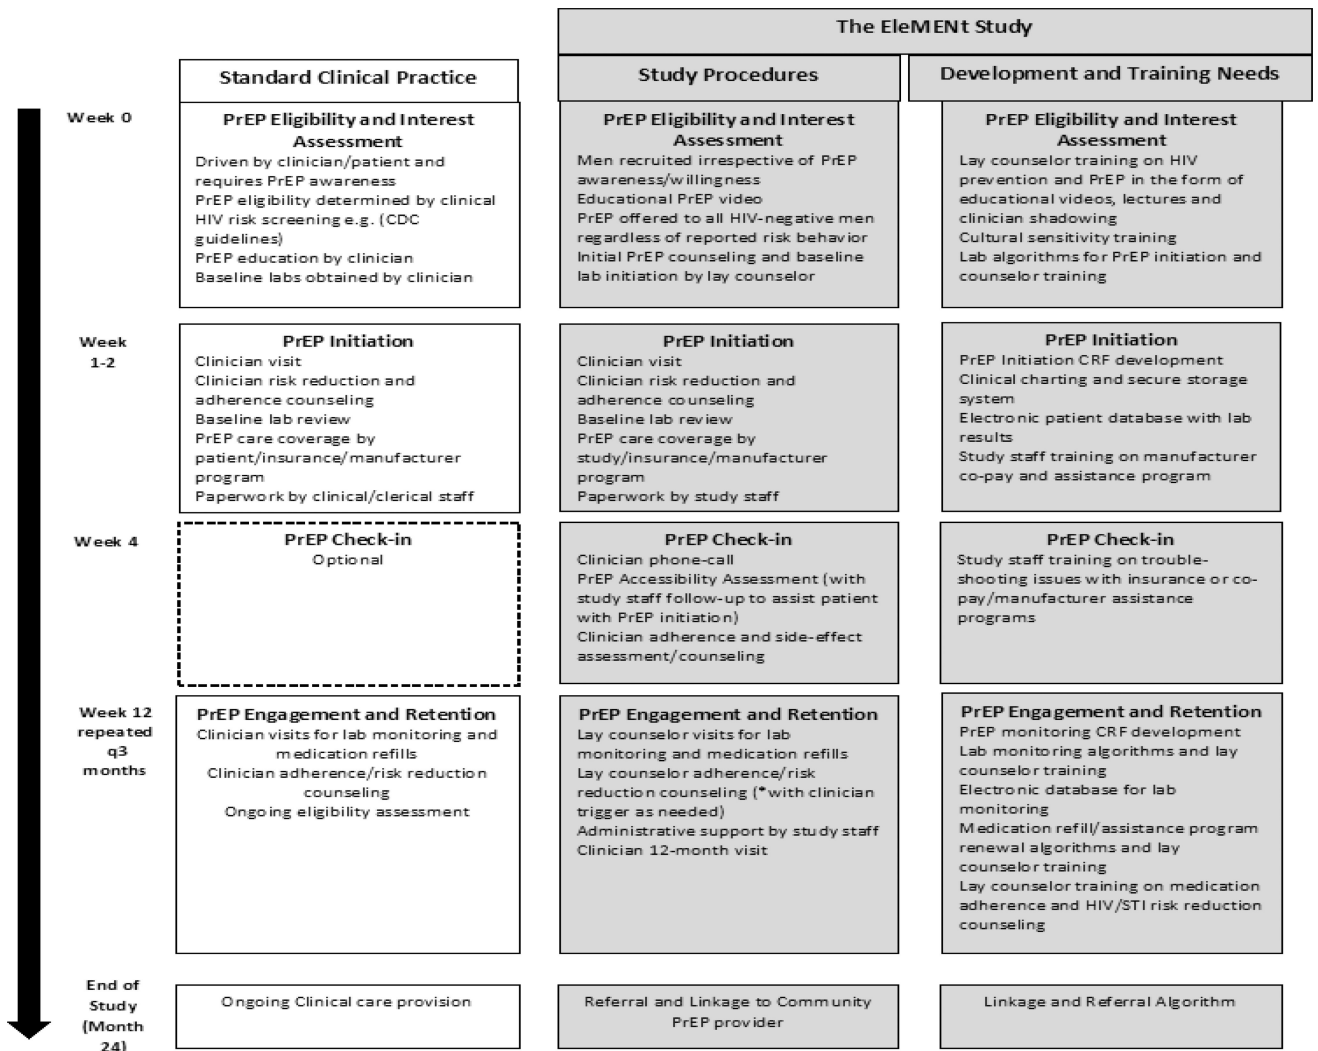 The EleMENt Study
Standard Clinical Practice
Study Procedures
Development and Training Needs
Week 0
PrEP Eligibility and Interest
Assessment
Driven by clinician/patient and
requires PrEP awareness
PrEP eligibility determined by clinical
HIV risk screening e.g. (CDC
guidelines)
PrEP education by clinician
Baseline labs obtained by clinician
PrEP Eligibility and Interest
Assessment
Men recruited irrespective of PrEP
awareness/willingness
Educational PrEP video
PrEP offered to all HIV-negative men
regardless of reported risk behavior
Initial PrEP counseling and baseline
lab initiation by lay counselor
PrEP Eligibility and Interest
Assessment
Lay counselor training on HIV
prevention and PrEP in the form of
educational videos, lectures and
clinician shadowing
Cultural sensitivity training
Lab algorithms for PrEP initiation and
counselor training
Week
1-2
PrEP Initiation
Clinician visit
Clinician risk reduction and
adherence counseling
Baseline lab review
PrEP care coverage by
patient/insurance/manufacturer
program
Paperwork by clinical/clerical staff
PrEP Initiation
Clinician visit
Clinician risk reduction and
adherence counseling
Baseline lab review
PrEP care coverage by
study/insurance/manufacturer
program
Paperwork by study staff
PrEP Initiation
PrEP Initiation CRF development
Clinical charting and secure storage
system
Electronic patient database with lab
results
Study staff training on manufacturer
co-pay and assistance program
Week 4
PrEP Check-in
Optional
PrEP Check-in
Clinician phone-call
PrEP Accessibility Assessment (with
study staff follow-up to assist patient
with PrEP initiation)
Clinician adherence and side-effect
assessment/counseling
PrEP Check-in
Study staff training on trouble-
shooting issues with insurance or co-
pay/manufacturer assistance
programs
Week 12
repeated
q3
months
PrEP Engagement and Retention
Clinician visits for lab monitoring and
medication refills
Clinician adherence/risk reduction
counseling
Ongoing eligibility assessment
PrEP Engagement and Retention
Lay counselor visits for lab
monitoring and medication refills
Lay counselor adherence/risk
reduction counseling (*with clinician
trigger as needed)
Administrative support by study staff
Clinician 12-month visit
PrEP Engagement and Retention
PrEP monitoring CRF development
Lab monitoring algorithms and lay
counselor training
Electronic database for lab
monitoring
Medication refill/assistance program
renewal algorithms and lay
counselor training
Lay counselor training on medication
adherence and HIV/STI risk reduction
counseling
End of
Study
(Month
24)
Ongoing Clinical care provision
Referral and Linkage to Community
PrEP provider
Linkage and Referral Algorithm